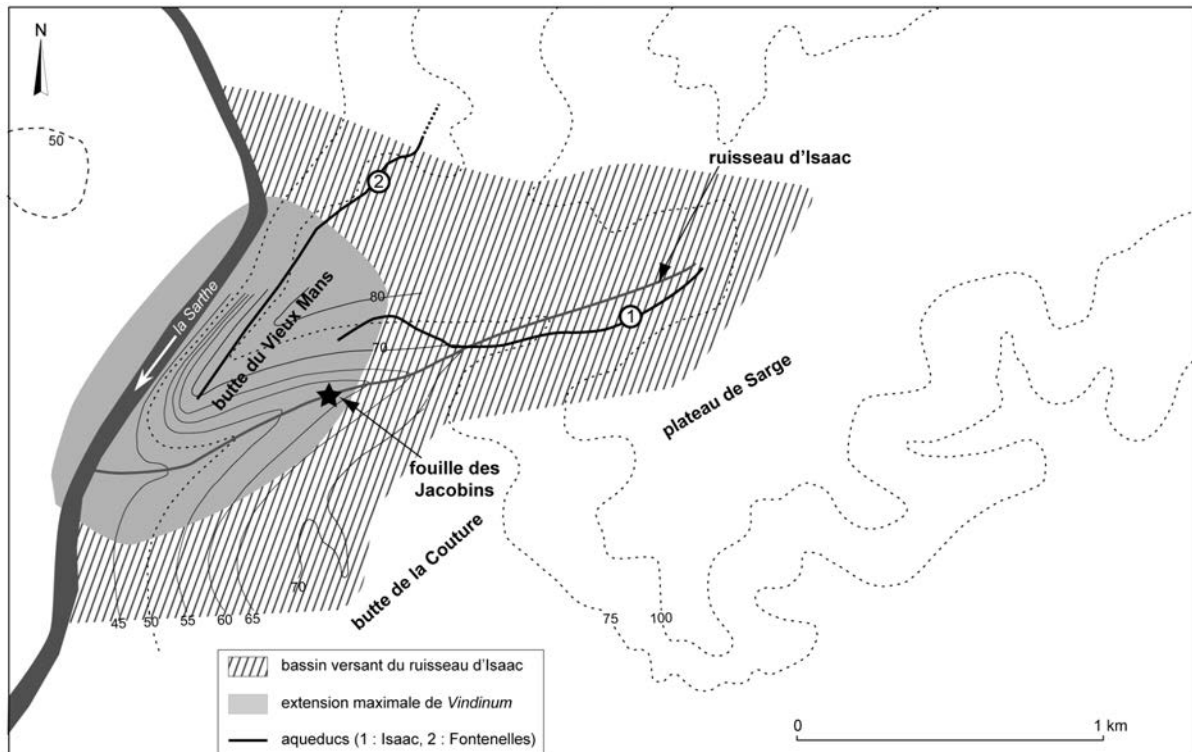 N
50
ruisseau d'Isaac
2
la Sarthe
butte du Vieux Mans
80
1
70
plateau de Sarge
fouille des
Jacobins
butte de la Couture
70
45 50 55 60 65
75 100
bassin versant du ruisseau d'Isaac
extension maximale de Vindinum
aqueducs (1 : Isaac, 2 : Fontenelles)
0 1 km